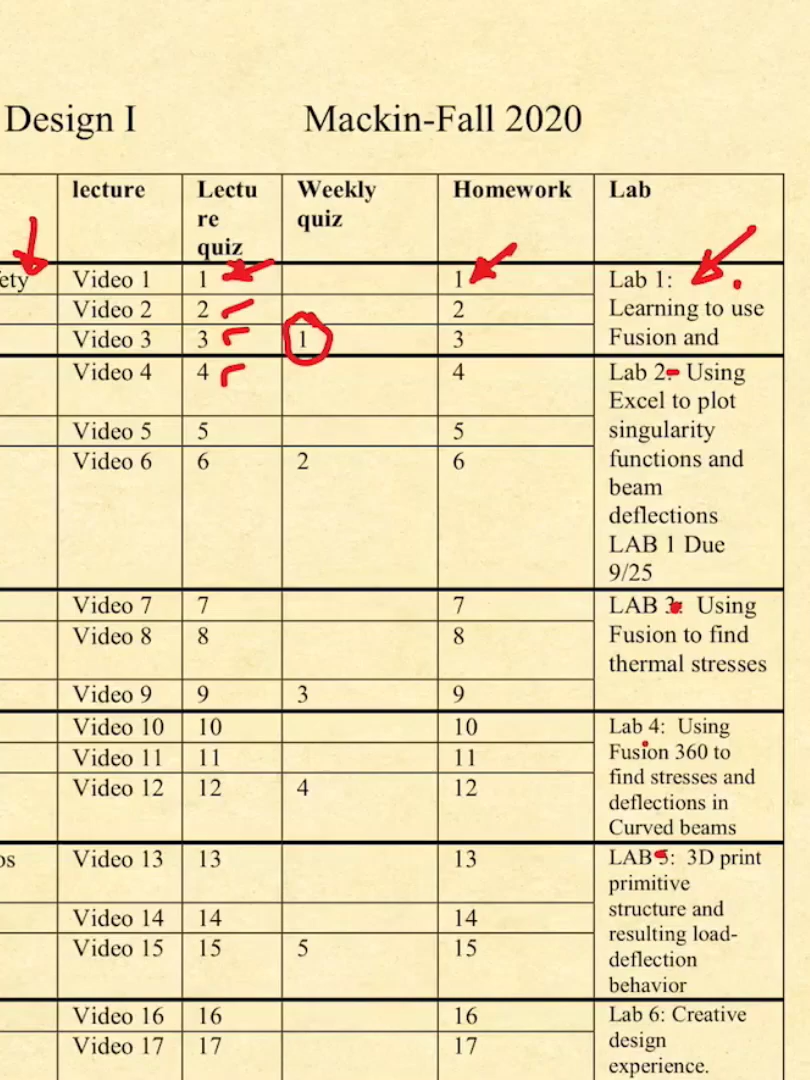 Design I Mackin-Fall 2020
lecture Lectu Weekly Homework Lab
re quiz
quiz
ety Video 1 1 1 Lab 1:
Video 2 2 2 Learning to use
Video 3 3 1 3 Fusion and
Video 4 4 4 Lab 2: Using
Excel to plot
Video 5 5 5 singularity
Video 6 6 2 6 functions and
beam
deflections
LAB 1 Due
9/25
Video 7 7 7 LAB 3: Using
Video 8 8 8 Fusion to find
thermal stresses
Video 9 9 3 9
Video 10 10 10 Lab 4: Using
Video 11 11 11 Fusion 360 to
Video 12 12 4 12 find stresses and
deflections in
Curved beams
os Video 13 13 13 LAB 5: 3D print
primitive
Video 14 14 14 structure and
Video 15 15 5 15 resulting load-
deflection
behavior
Video 16 16 16 Lab 6: Creative
Video 17 17 17 design
experience.